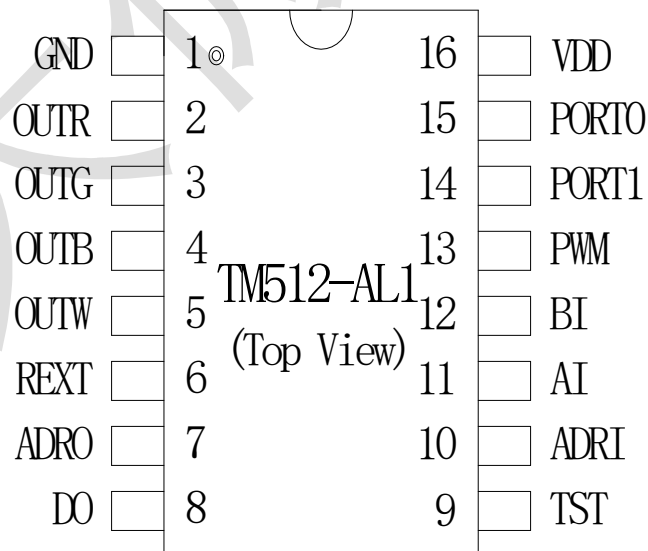 GND 1 16 VDD
OUTR 2 15 PORT0
OUTG 3 14 PORT1
OUTB 4 13 PWM
TM512-AL1
OUTW 5 12 BI
(Top View)
REXT 6 11 AI
ADRO 7 10 ADRI
DO 8 9 TST